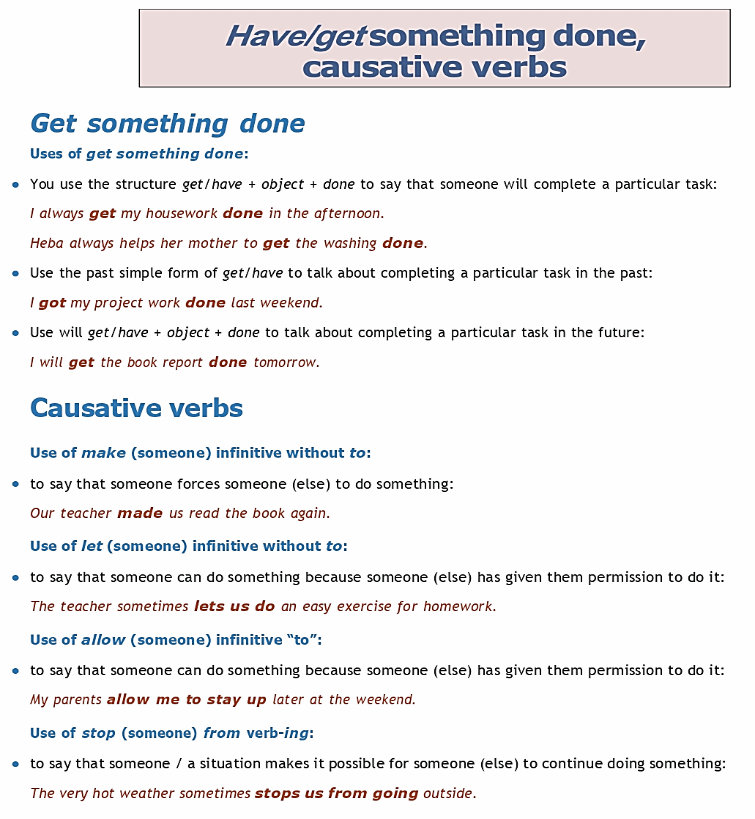 Have/get something done,
causative verbs
Get something done
Uses of get something done:
• You use the structure get/have + object + done to say that someone will complete a particular task:
I always get my housework done in the afternoon.
Heba always helps her mother to get the washing done.
• Use the past simple form of get/have to talk about completing a particular task in the past:
I got my project work done last weekend.
• Use will get/have + object + done to talk about completing a particular task in the future:
I will get the book report done tomorrow.
Causative verbs
Use of make (someone) infinitive without to:
• to say that someone forces someone (else) to do something:
Our teacher made us read the book again.
Use of let (someone) infinitive without to:
• to say that someone can do something because someone (else) has given them permission to do it:
The teacher sometimes lets us do an easy exercise for homework.
Use of allow (someone) infinitive “to”:
• to say that someone can do something because someone (else) has given them permission to do it:
My parents allow me to stay up later at the weekend.
Use of stop (someone) from verb-ing:
• to say that someone / a situation makes it possible for someone (else) to continue doing something:
The very hot weather sometimes stops us from going outside.